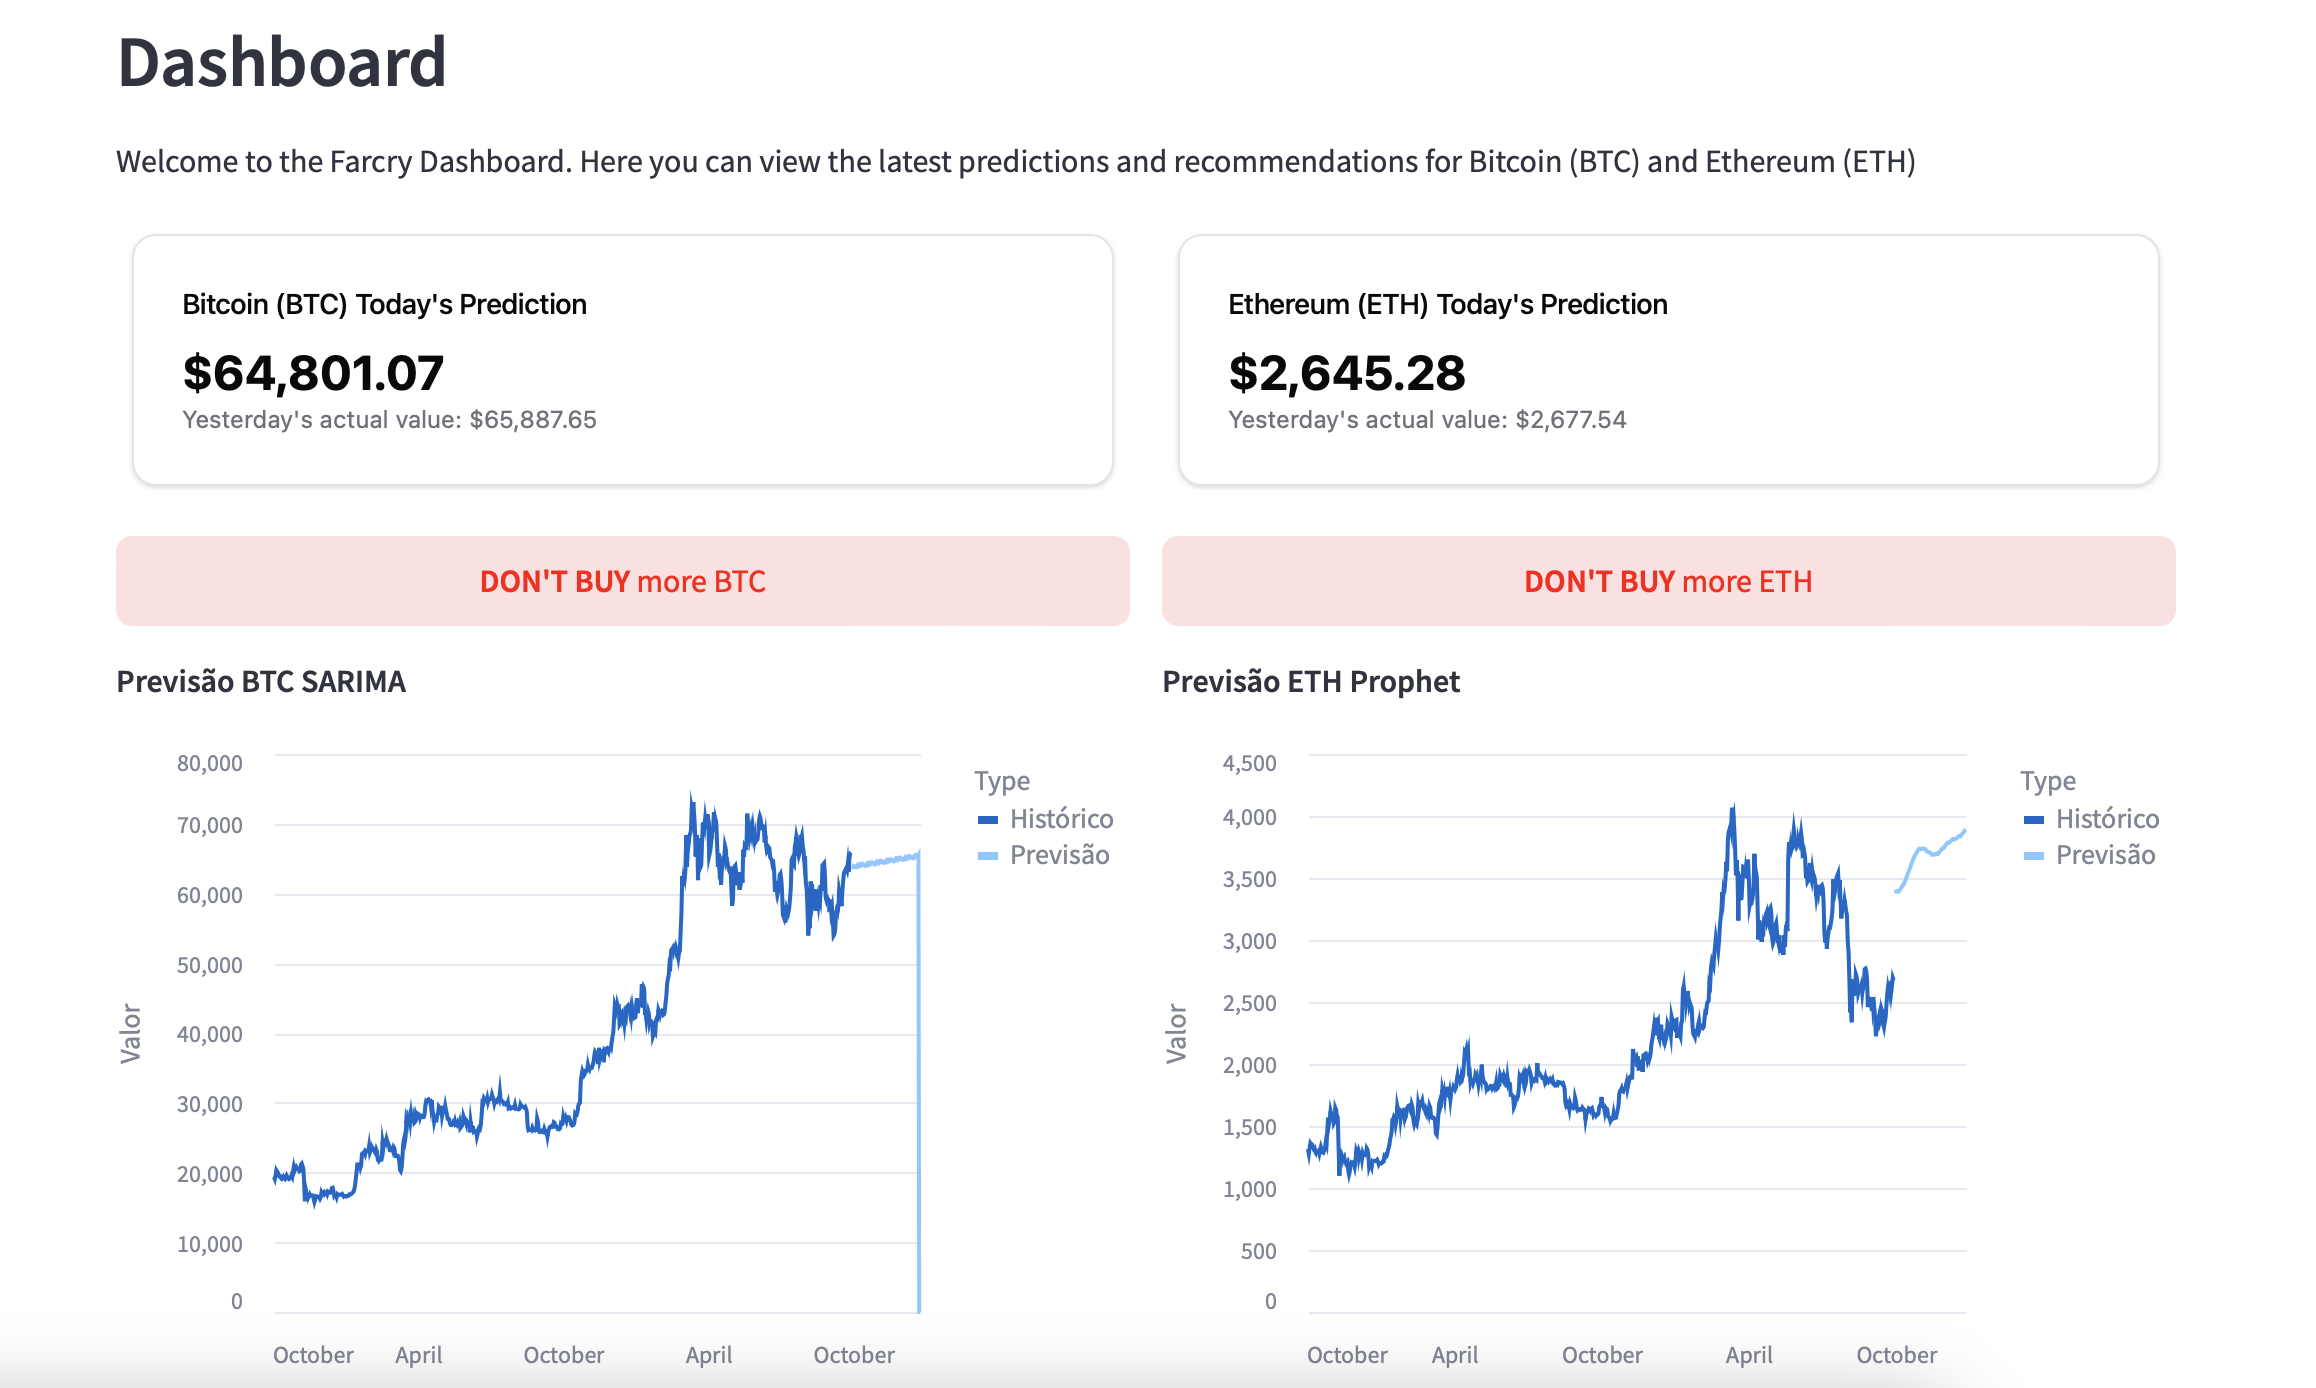 Dashboard
Welcome to the Farcry Dashboard. Here you can view the latest predictions and recommendations for Bitcoin (BTC) and Ethereum (ETH)
Bitcoin (BTC) Today's Prediction
$64,801.07
Yesterday's actual value: $65,887.65
Ethereum (ETH) Today's Prediction
$2,645.28
Yesterday's actual value: $2,677.54
DON'T BUY more BTC
DON'T BUY more ETH
Previsão BTC SARIMA
80,000
70,000
60,000
50,000
40,000
30,000
20,000
10,000
0
Valor
October April October April October
Type
Histórico
Previsão
Previsão ETH Prophet
4,500
4,000
3,500
3,000
2,500
2,000
1,500
1,000
500
0
Valor
October April October April October
Type
Histórico
Previsão